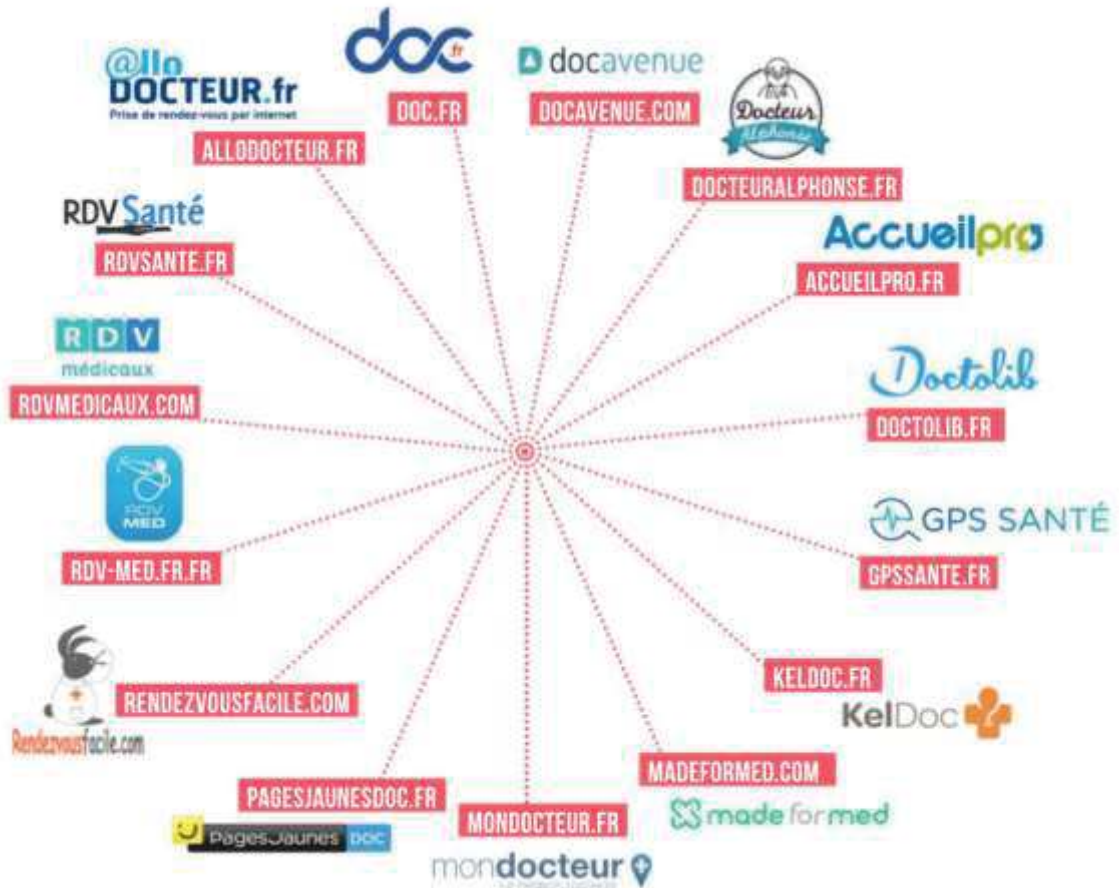 doc.fr
@llo
DOCTEUR.fr
Prise de rendez-vous par internet
docavenue
Docteur
Alphonse
DOC.FR
DOCAVENUE.COM
ALLODOCTEUR.FR
DOCTEURALPHONSE.FR
RDV Santé
Accueilpro
RDVSANTE.FR
ACCUEILPRO.FR
RDV
médicaux
Doctolib
RDVMEDICAUX.COM
DOCTOLIB.FR
RDV
MED
GPS SANTÉ
RDV-MED.FR.FR
GPSSANTE.FR
KELDOC.FR
RENDEZVOUSFACILE.COM
KelDoc
Rendezvousfacile.com
MADEFORMED.COM
PAGESJAUNESDOC.FR
MONDOCTEUR.FR
made for med
PagesJaunes DOC
mondocteur